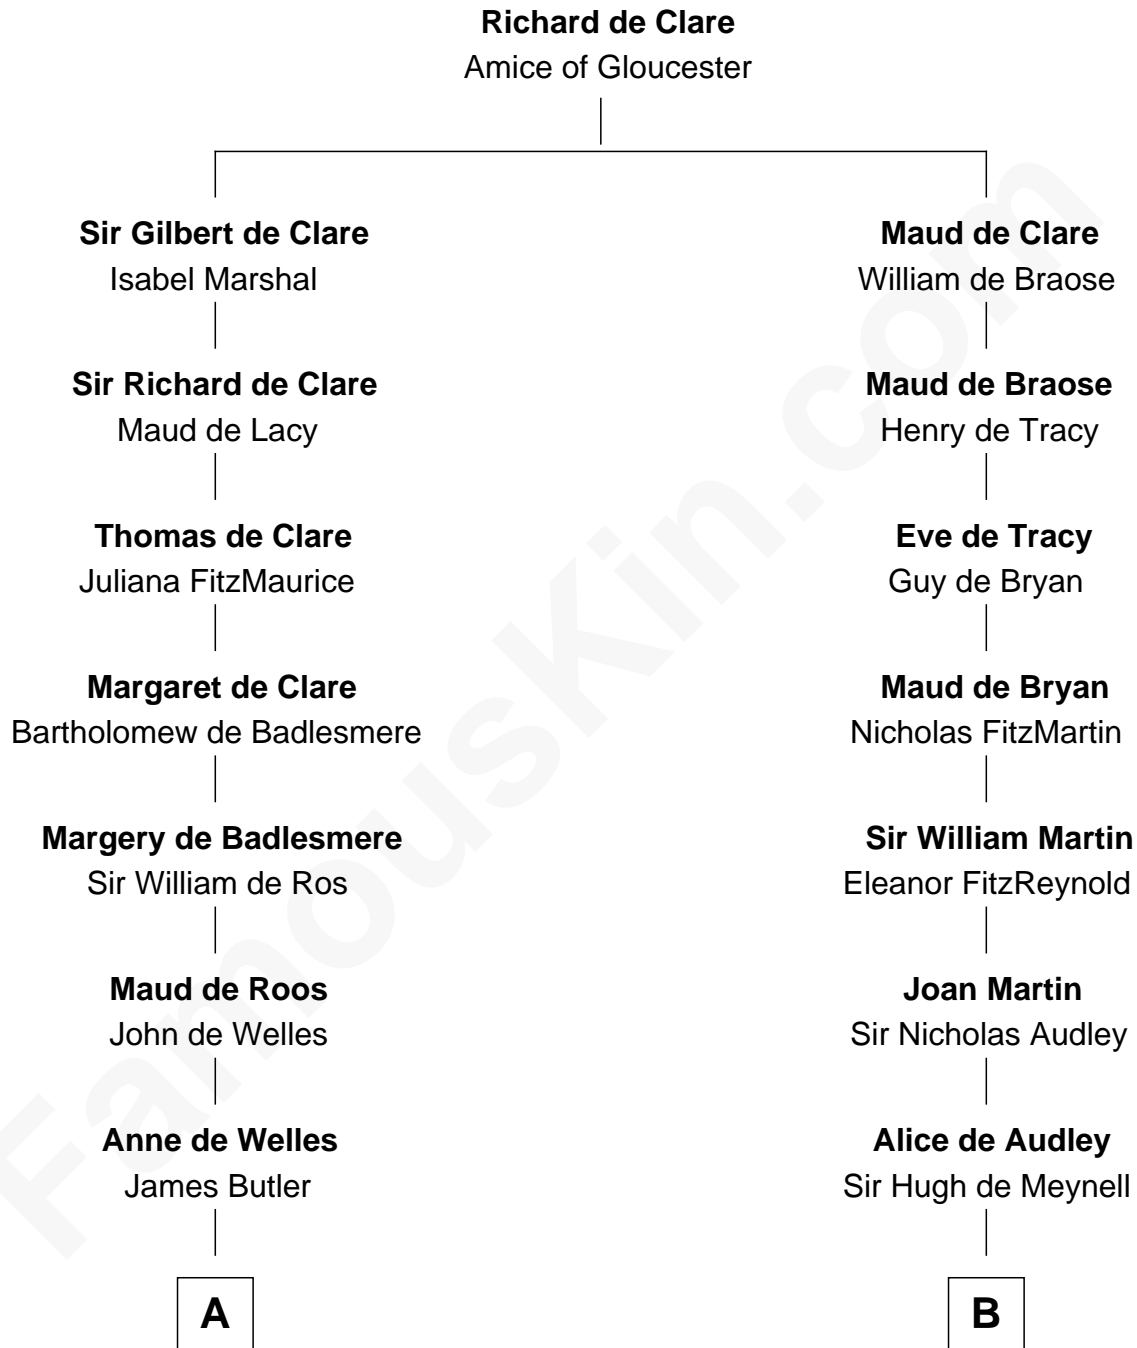 Richard de Clare
Amice of Gloucester
Sir Gilbert de Clare
Isabel Marshal
Maud de Clare
William de Braose
Sir Richard de Clare
Maud de Lacy
Maud de Braose
Henry de Tracy
Thomas de Clare
Juliana FitzMaurice
Eve de Tracy
Guy de Bryan
Margaret de Clare
Bartholomew de Badlesmere
Maud de Bryan
Nicholas FitzMartin
Margery de Badlesmere
Sir William de Ros
Sir William Martin
Eleanor FitzReynold
Maud de Roos
John de Welles
Joan Martin
Sir Nicholas Audley
Anne de Welles
James Butler
Alice de Audley
Sir Hugh de Meynell
A
B
FamousKin.com